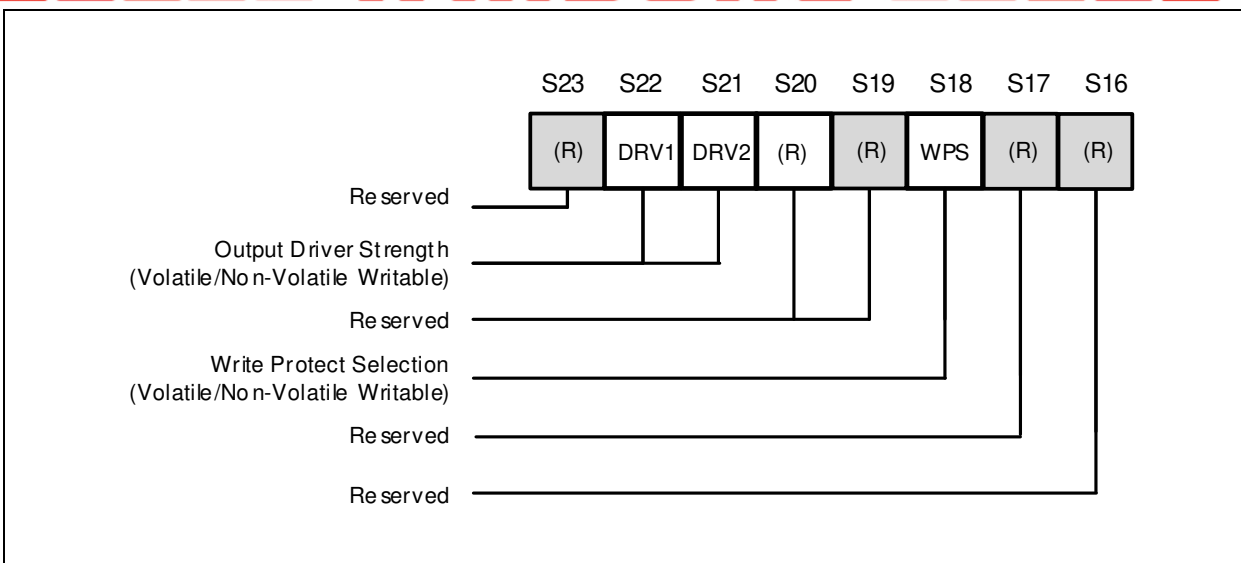 S23 S22 S21 S20 S19 S18 S17 S16
(R) DRV1 DRV2 (R) (R) WPS (R) (R)
Reserved
Output Driver Strength
(Volatile/Non-Volatile Writable)
Reserved
Write Protect Selection
(Volatile/Non-Volatile Writable)
Reserved
Reserved